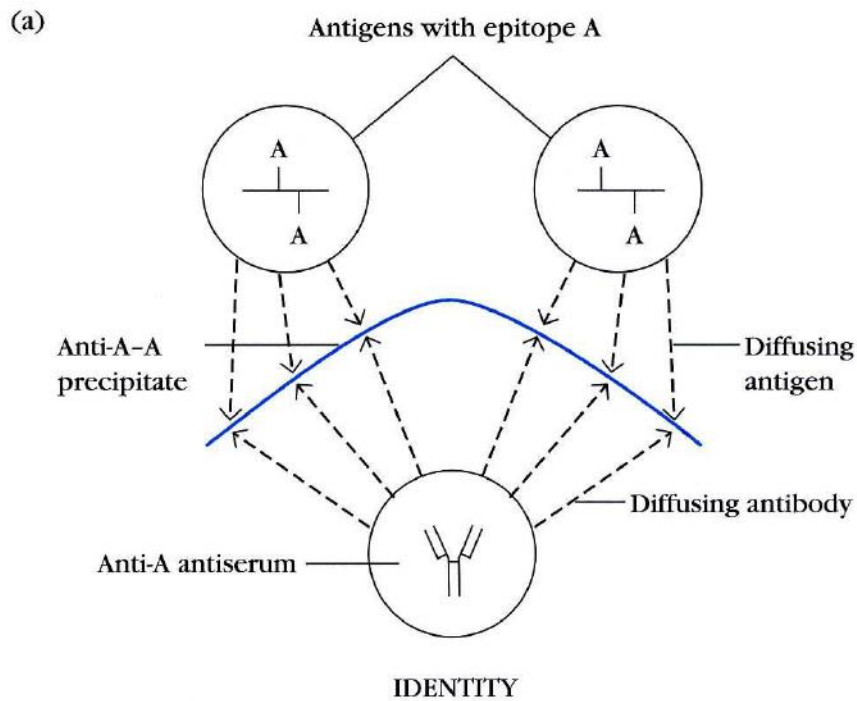 (a)
Antigens with epitope A
A
A
A
A
Anti-A–A
precipitate
Diffusing
antigen
Diffusing antibody
Anti-A antiserum
IDENTITY